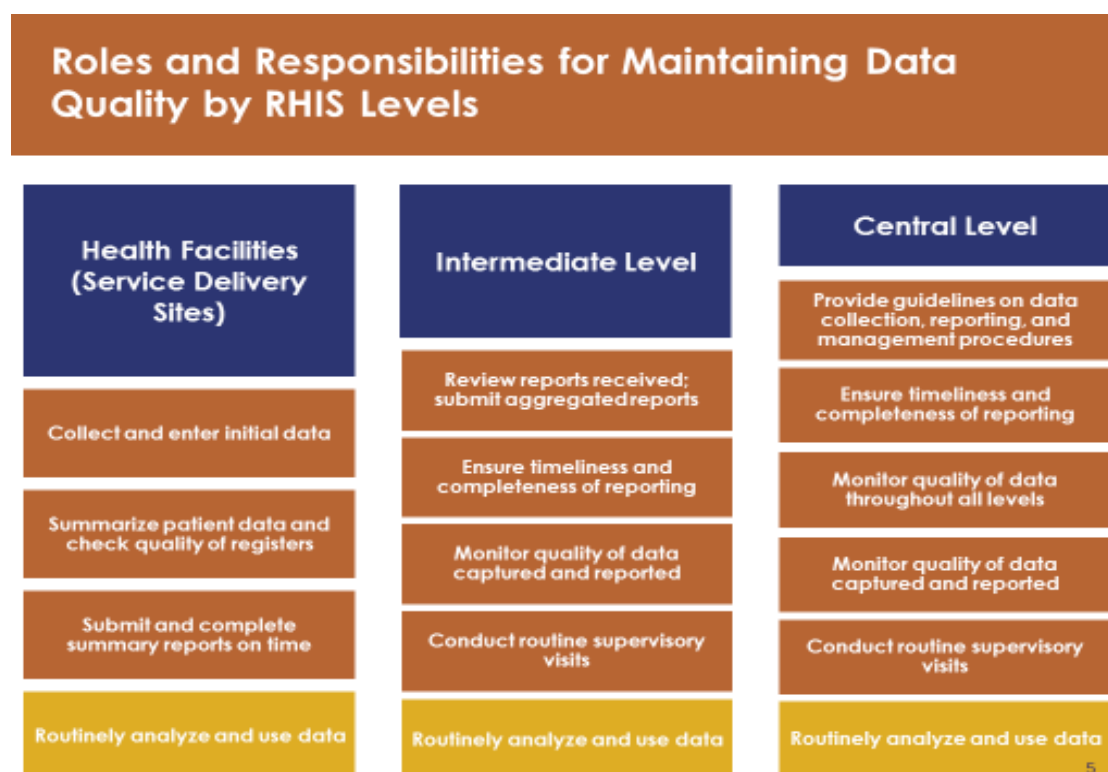 Roles and Responsibilities for Maintaining Data
Quality by RHIS Levels
Health Facilities
(Service Delivery
Sites)
Collect and enter initial data
Summarize patient data and
check quality of registers
Submit and complete
summary reports on time
Routinely analyze and use data
Intermediate Level
Review reports received;
submit aggregated reports
Ensure timeliness and
completeness of reporting
Monitor quality of data
captured and reported
Conduct routine supervisory
visits
Routinely analyze and use data
Central Level
Provide guidelines on data
collection, reporting, and
management procedures
Ensure timeliness and
completeness of reporting
Monitor quality of data
throughout all levels
Monitor quality of data
captured and reported
Conduct routine supervisory
visits
Routinely analyze and use data
5